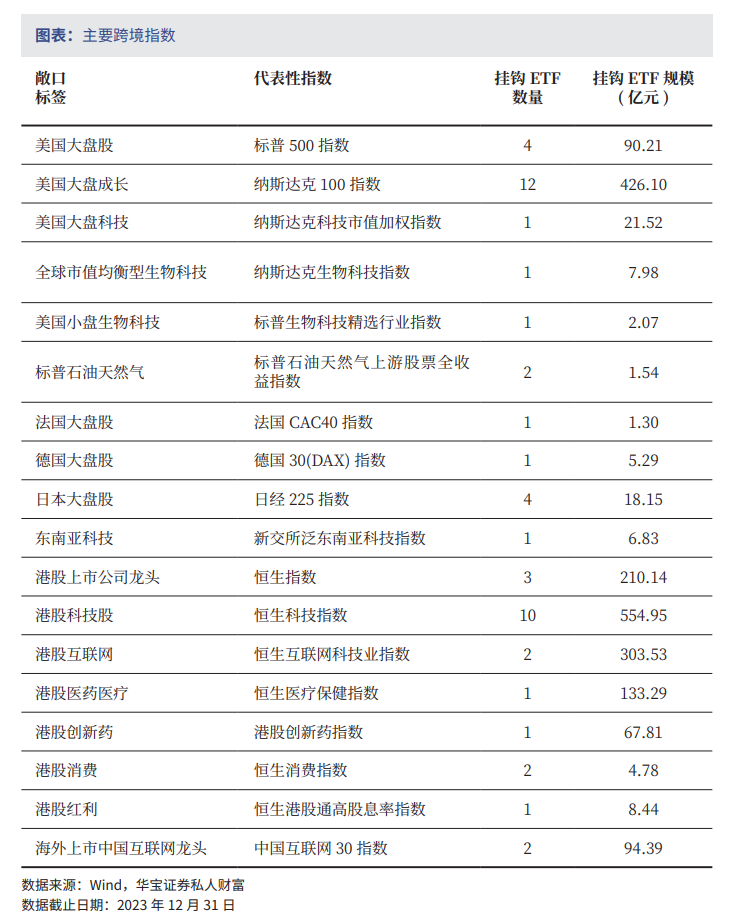 图表：主要跨境指数
敞口 代表性指数 挂钩 ETF 挂钩 ETF 规模
标签 数量 （亿元）
美国大盘股 标普 500 指数 4 90.21
美国大盘成长 纳斯达克 100 指数 12 426.10
美国大盘科技 纳斯达克科技市值加权指数 1 21.52
全球市值均衡型生物科技 纳斯达克生物科技指数 1 7.98
美国小盘生物科技 标普生物科技精选行业指数 1 2.07
标普石油天然气 标普石油天然气上游股票全收 2 1.54
益指数
法国大盘股 法国 CAC40 指数 1 1.30
德国大盘股 德国 30(DAX) 指数 1 5.29
日本大盘股 日经 225 指数 4 18.15
东南亚科技 新交所泛东南亚科技指数 1 6.83
港股上市公司龙头 恒生指数 3 210.14
港股科技股 恒生科技指数 10 554.95
港股互联网 恒生互联网科技业指数 2 303.53
港股医药医疗 恒生医疗保健指数 1 133.29
港股创新药 港股创新药指数 1 67.81
港股消费 恒生消费指数 2 4.78
港股红利 恒生港股通高股息率指数 1 8.44
海外上市中国互联网龙头 中国互联网 30 指数 2 94.39
数据来源：Wind，华宝证券私人财富
数据截止日期：2023 年 12 月 31 日